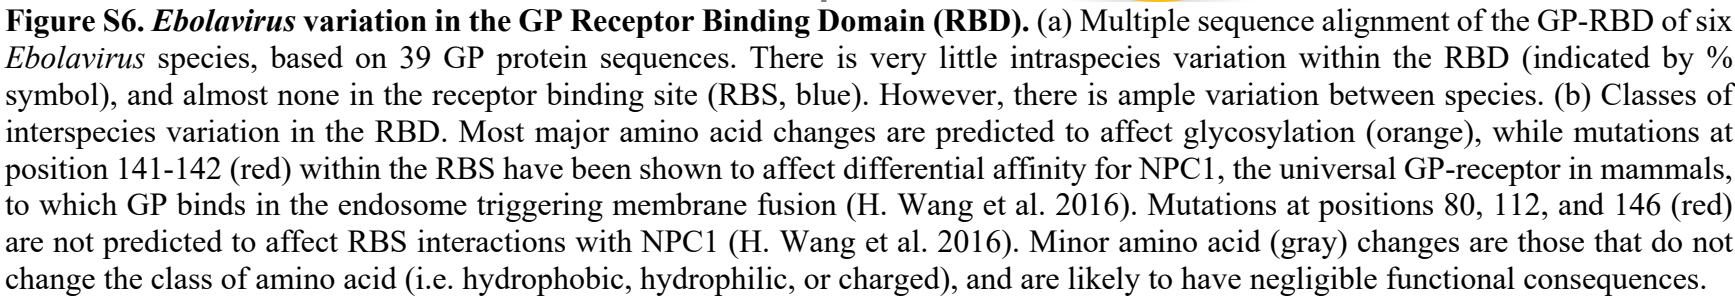 Figure S6. Ebolavirus variation in the GP Receptor Binding Domain (RBD). (a) Multiple sequence alignment of the GP-RBD of six
Ebolavirus species, based on 39 GP protein sequences. There is very little intraspecies variation within the RBD (indicated by %
symbol), and almost none in the receptor binding site (RBS, blue). However, there is ample variation between species. (b) Classes of
interspecies variation in the RBD. Most major amino acid changes are predicted to affect glycosylation (orange), while mutations at
position 141-142 (red) within the RBS have been shown to affect differential affinity for NPC1, the universal GP-receptor in mammals,
to which GP binds in the endosome triggering membrane fusion (H. Wang et al. 2016). Mutations at positions 80, 112, and 146 (red)
are not predicted to affect RBS interactions with NPC1 (H. Wang et al. 2016). Minor amino acid (gray) changes are those that do not
change the class of amino acid (i.e. hydrophobic, hydrophilic, or charged), and are likely to have negligible functional consequences.